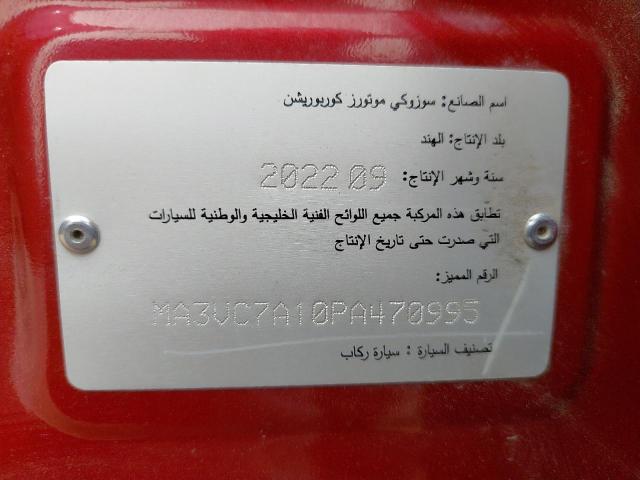 اسم الصانع: سوزوكي موتورز كوربوريشن
بلد الإنتاج: الهند
سنة وشهر الإنتاج: 2022 09
تطابق هذه المركبة جميع اللوائح الفنية الخليجية والوطنية للسيارات
التي صدرت حتى تاريخ الإنتاج
الرقم المميز:
MA3VC7A10PA470995
تصنيف السيارة : سيارة ركاب